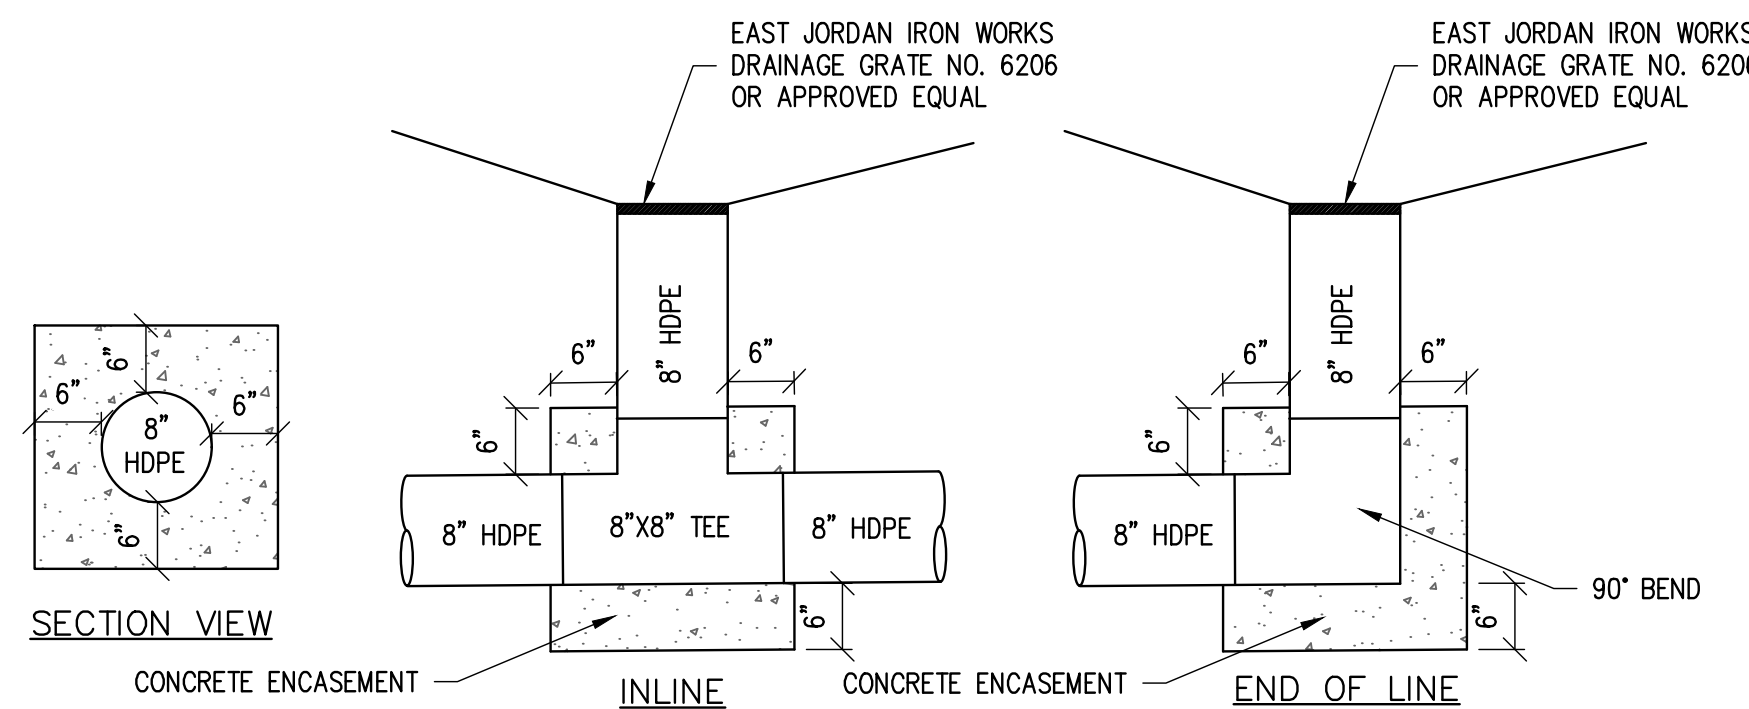 EAST JORDAN IRON WORKS
DRAINAGE GRATE NO. 6206
OR APPROVED EQUAL
EAST JORDAN IRON WORKS
DRAINAGE GRATE NO. 6206
OR APPROVED EQUAL
6"
6"
6"
8"
HDPE
6"
SECTION VIEW
8" HDPE
6"
6"
6"
8" HDPE
8"X8" TEE
8" HDPE
6"
CONCRETE ENCASEMENT
INLINE
8" HDPE
6"
6"
6"
8" HDPE
90° BEND
6"
CONCRETE ENCASEMENT
END OF LINE